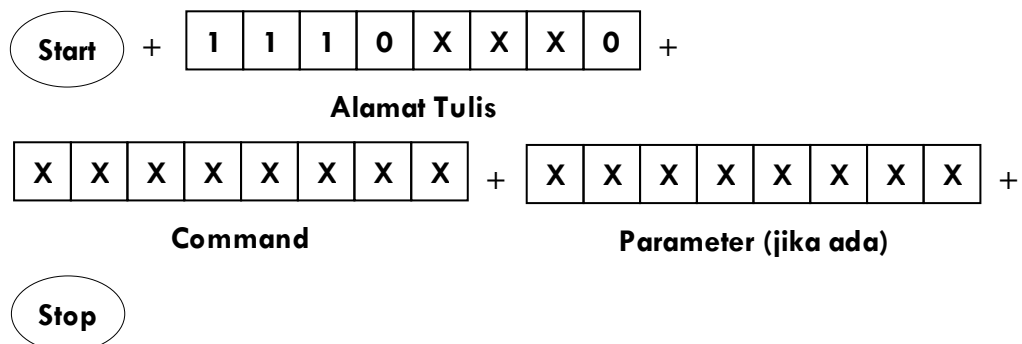 Start + 1 1 1 0 X X X 0 +
Alamat Tulis
X X X X X X X X + X X X X X X X X +
Command Parameter (jika ada)
Stop